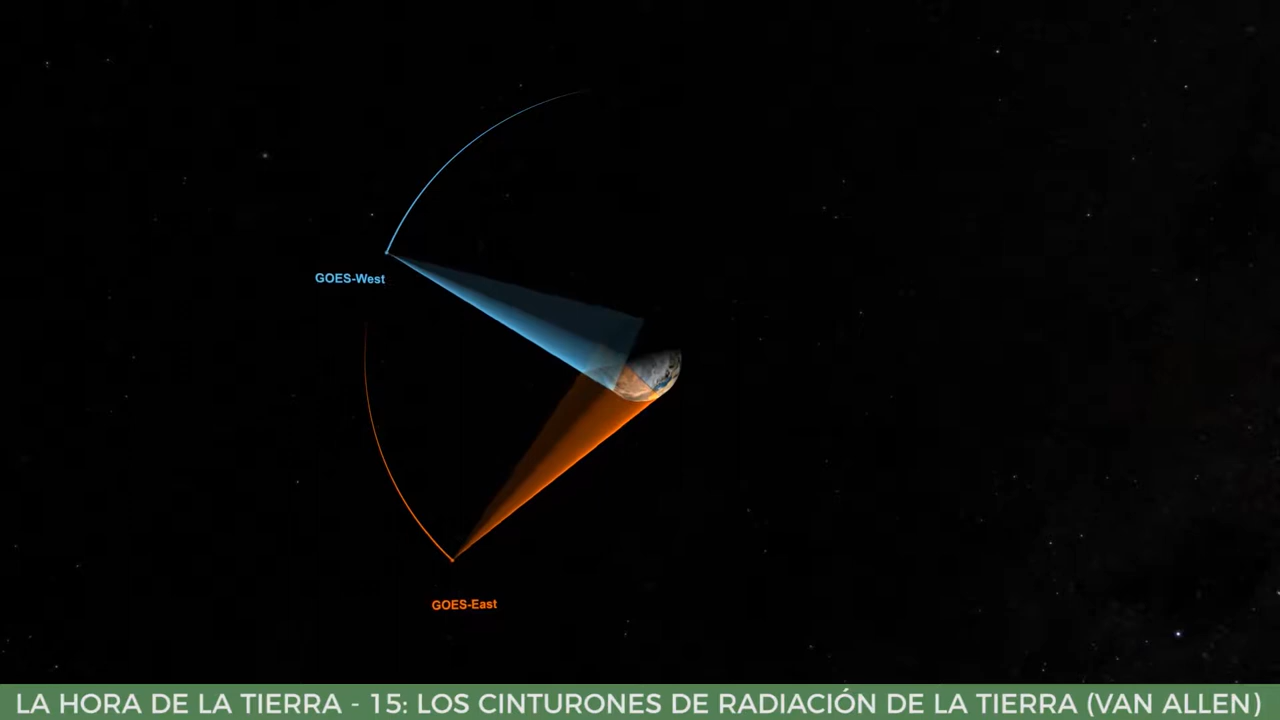 GOES-West
GOES-East
LA HORA DE LA TIERRA - 15: LOS CINTURONES DE RADIACIÓN DE LA TIERRA (VAN ALLEN)